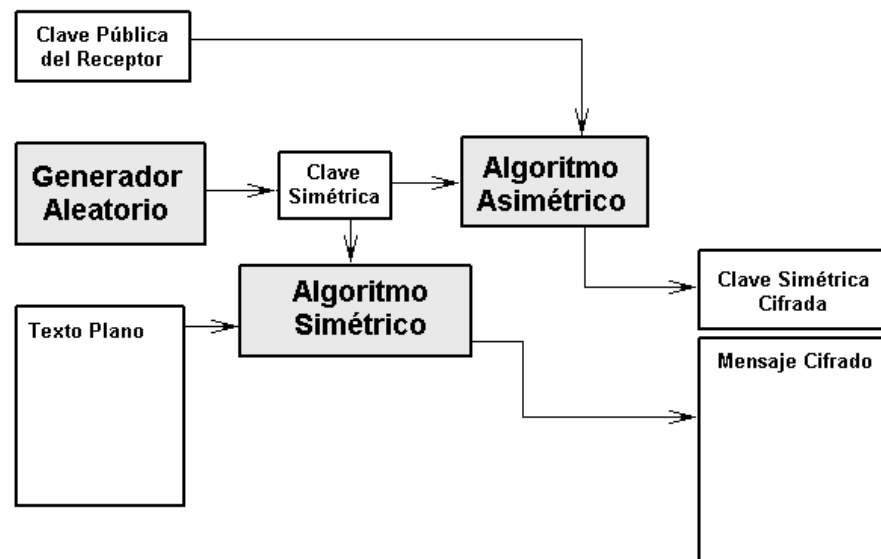 Clave Pública
del Receptor
Generador
Aleatorio
Clave
Simétrica
Algoritmo
Asimétrico
Algoritmo
Simétrico
Clave Simétrica
Cifrada
Texto Plano
Mensaje Cifrado